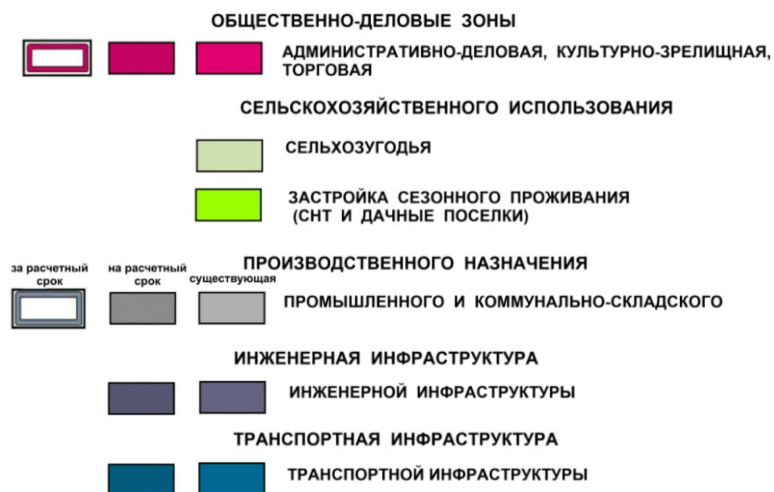 ОБЩЕСТВЕННО-ДЕЛОВЫЕ ЗОНЫ
АДМИНИСТРАТИВНО-ДЕЛОВАЯ, КУЛЬТУРНО-ЗРЕЛИЩНАЯ,
ТОРГОВАЯ
СЕЛЬСКОХОЗЯЙСТВЕННОГО ИСПОЛЬЗОВАНИЯ
СЕЛЬХОЗУГОДЬЯ
ЗАСТРОЙКА СЕЗОННОГО ПРОЖИВАНИЯ
(СНТ И ДАЧНЫЕ ПОСЕЛКИ)
ПРОИЗВОДСТВЕННОГО НАЗНАЧЕНИЯ
за расчетный срок
на расчетный срок
существующая
ПРОМЫШЛЕННОГО И КОММУНАЛЬНО-СКЛАДСКОГО
ИНЖЕНЕРНАЯ ИНФРАСТРУКТУРА
ИНЖЕНЕРНОЙ ИНФРАСТРУКТУРЫ
ТРАНСПОРТНАЯ ИНФРАСТРУКТУРА
ТРАНСПОРТНОЙ ИНФРАСТРУКТУРЫ